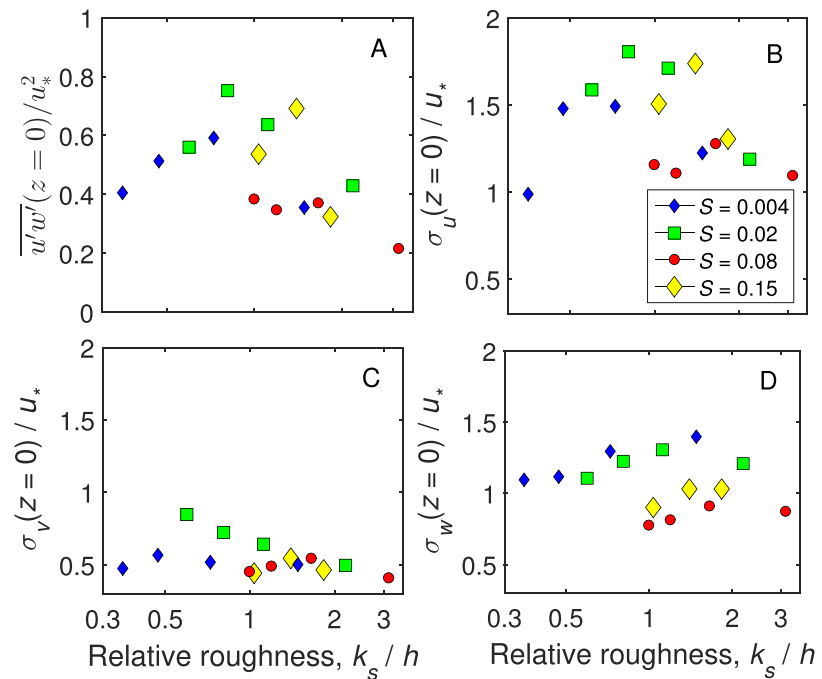 A
1
0.8
0.6
0.4
0.2
0
u′w′(z = 0)/u*²
B
2
1.5
1
0.5
σu(z = 0) / u*
S = 0.004
S = 0.02
S = 0.08
S = 0.15
C
2
1.5
1
0.5
σv(z = 0) / u*
0.3 0.5 1 2 3
Relative roughness, ks / h
D
2
1.5
1
0.5
σw(z = 0) / u*
0.3 0.5 1 2 3
Relative roughness, ks / h